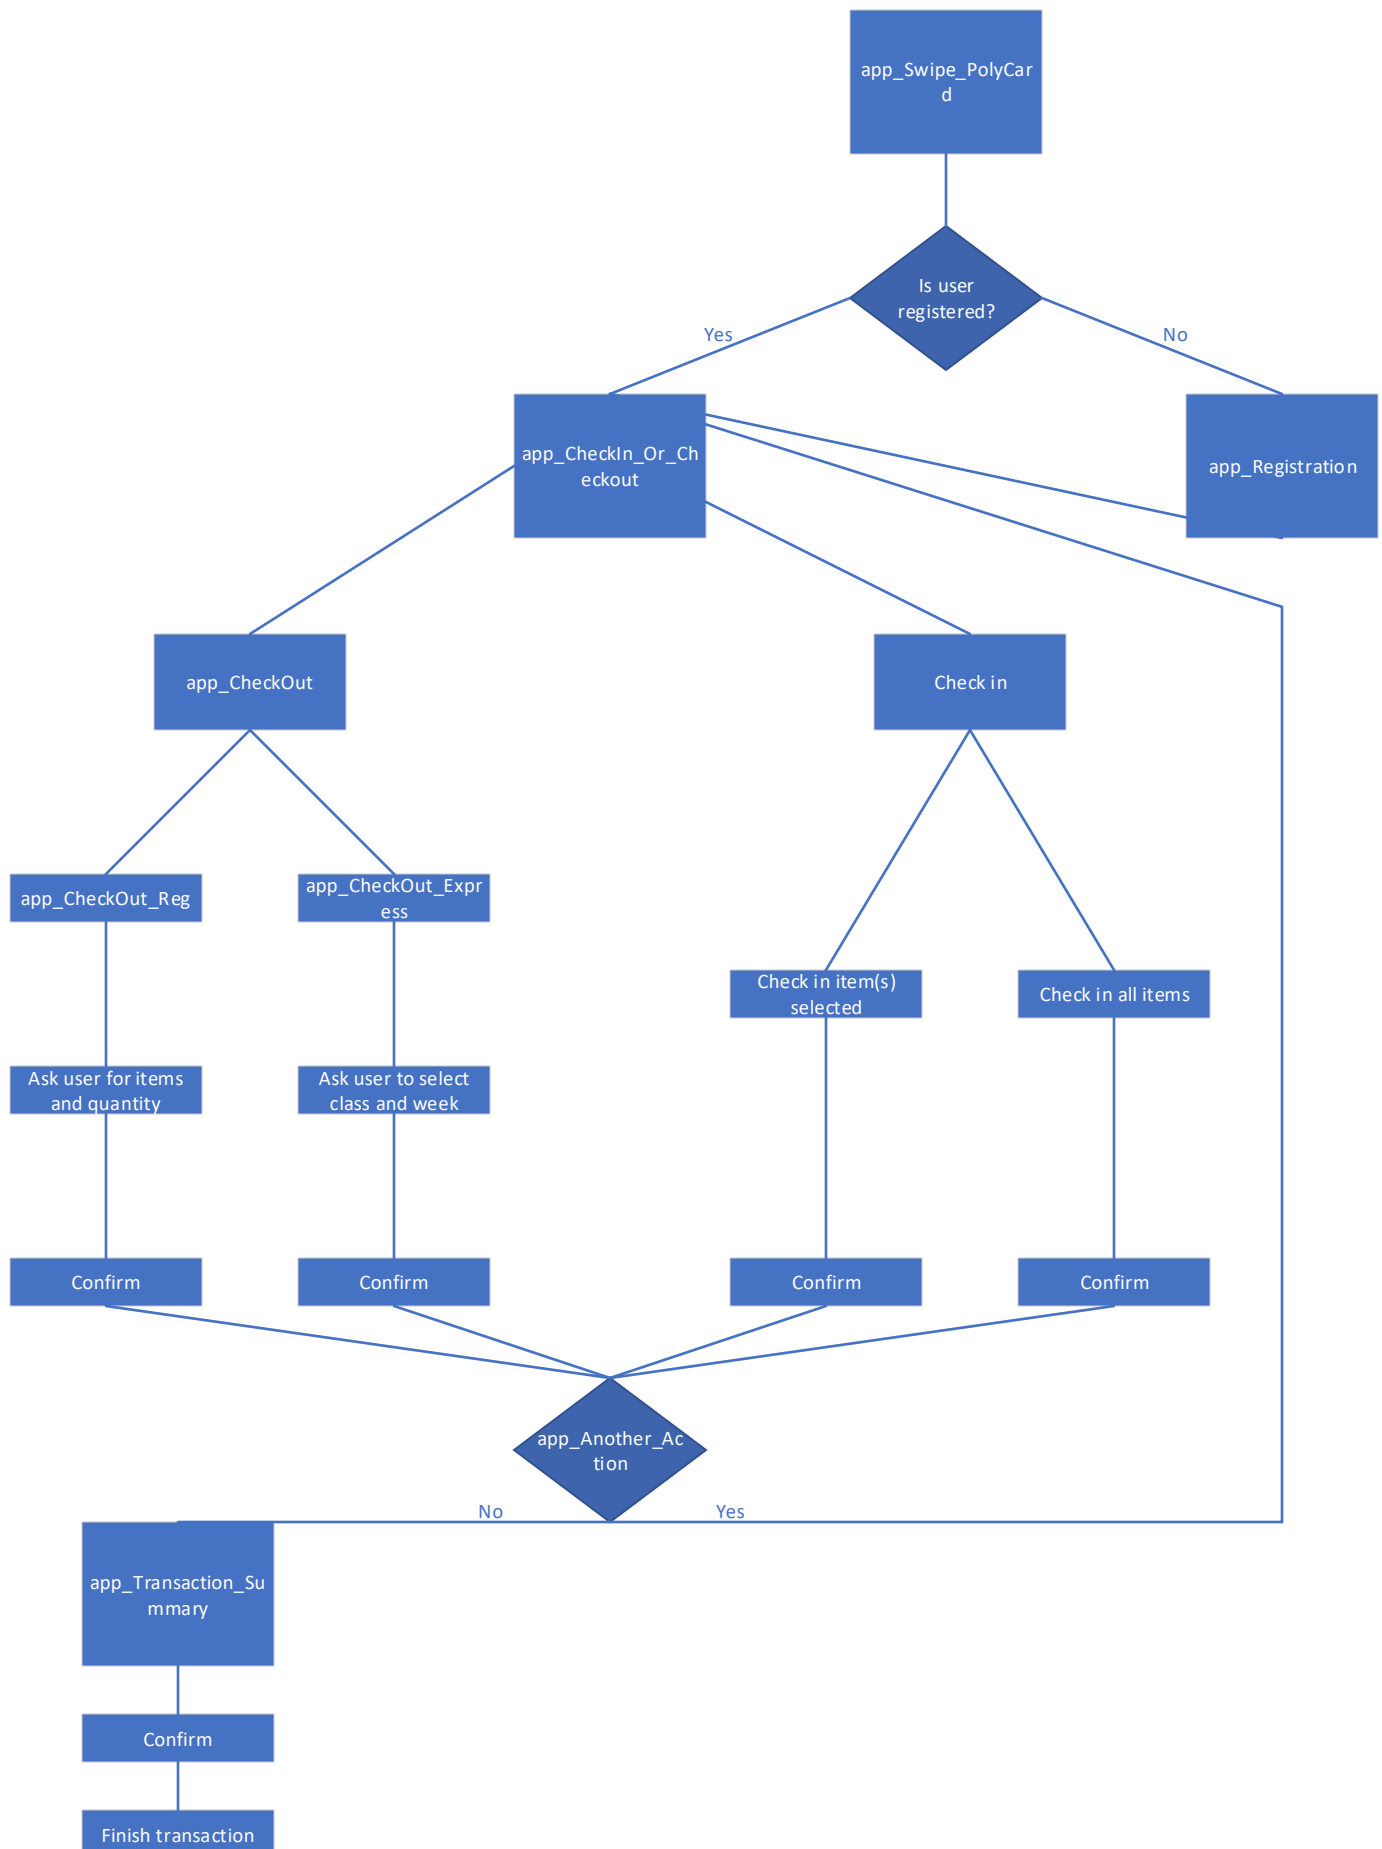 app_Swipe_PolyCar
d
Is user
registered?
Yes
No
app_CheckIn_Or_Ch
eckout
app_Registration
app_CheckOut
Check in
app_CheckOut_Reg
app_CheckOut_Expr
ess
Check in item(s)
selected
Check in all items
Ask user for items
and quantity
Ask user to select
class and week
Confirm
Confirm
Confirm
Confirm
app_Another_Ac
tion
No
Yes
app_Transaction_Su
mmary
Confirm
Finish transaction